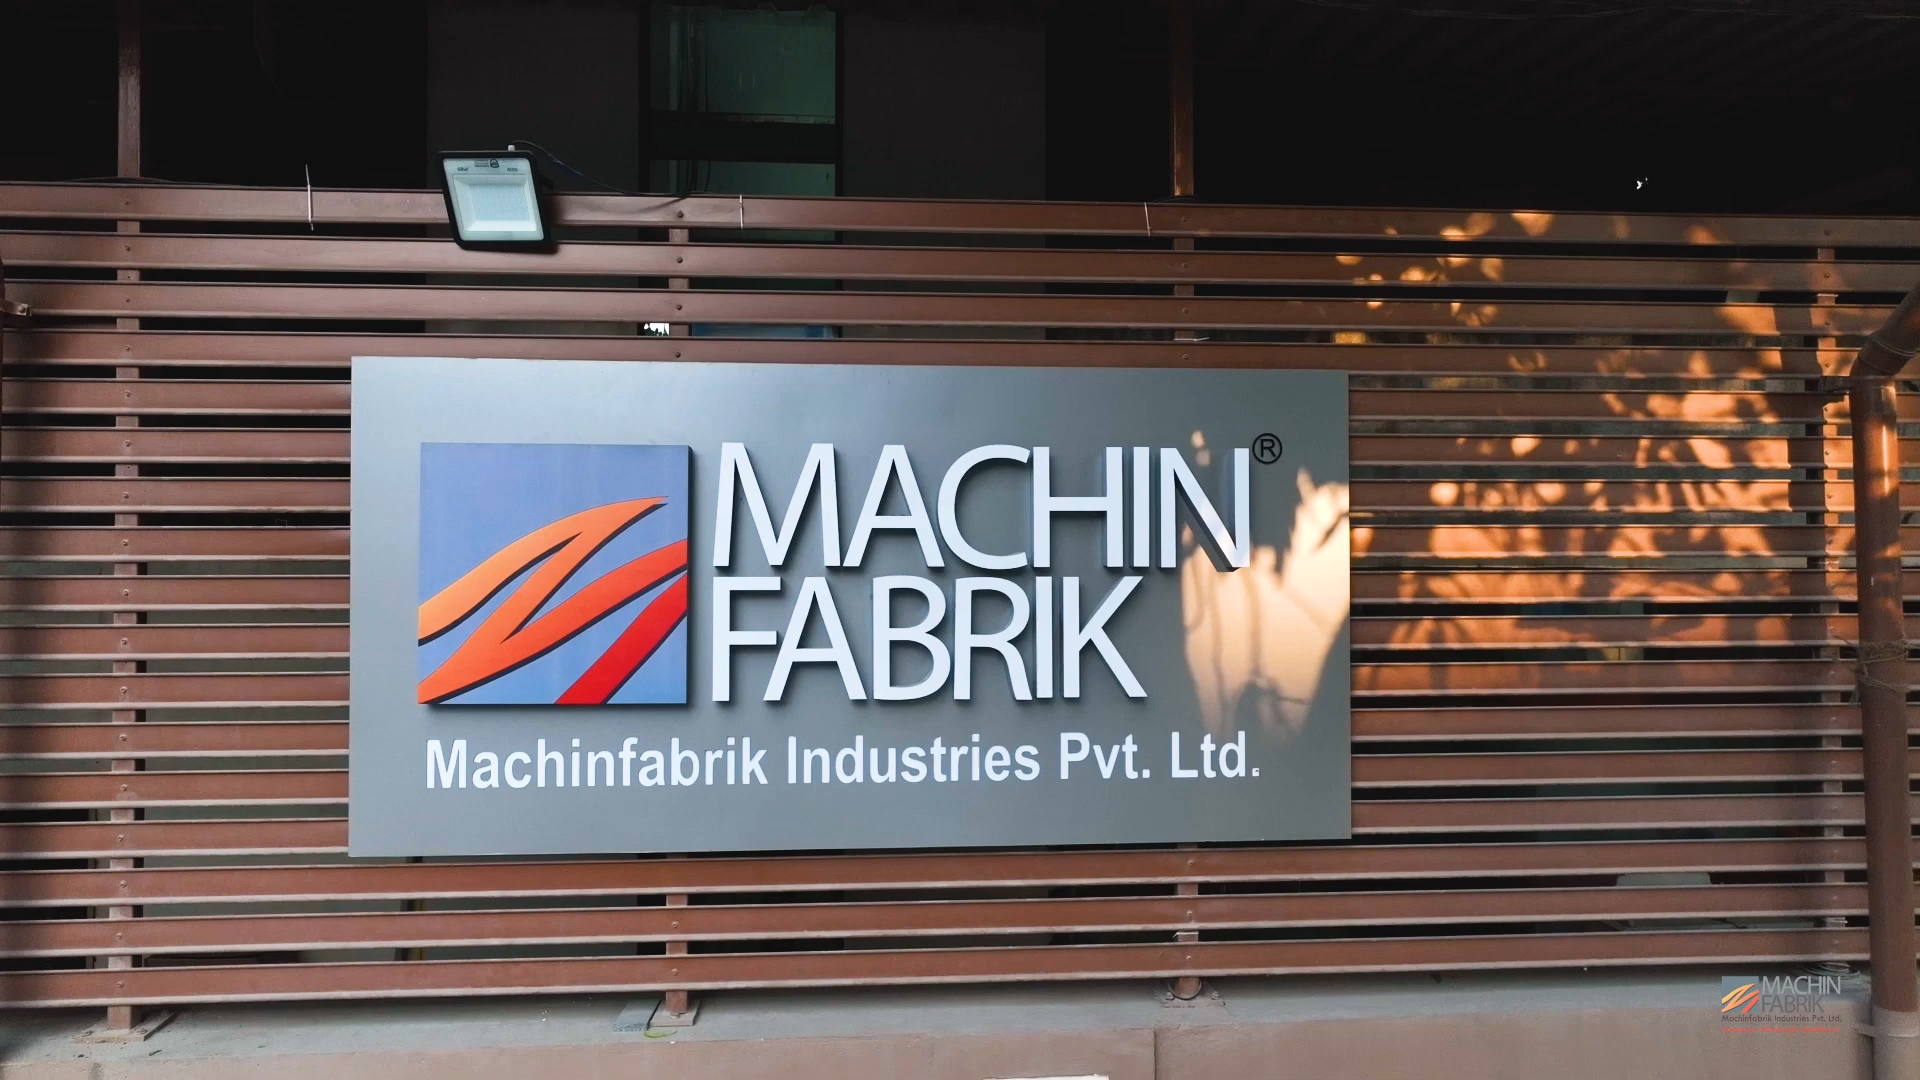 MACHIN®
FABRIK
Machinfabrik Industries Pvt. Ltd.
MACHIN
FABRIK
Machinfabrik Industries Pvt. Ltd.